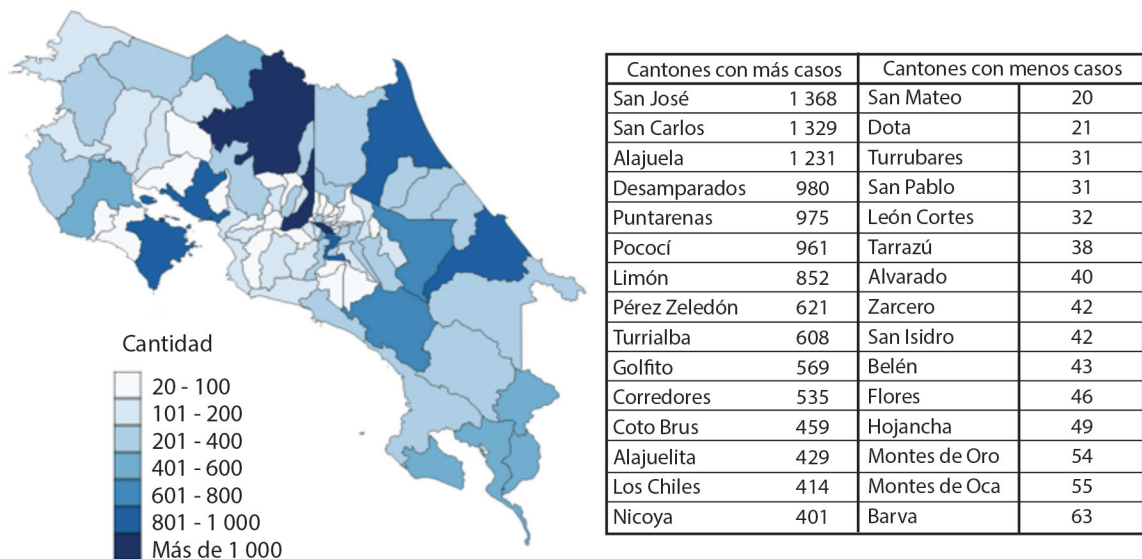 Cantidad
20 - 100
101 - 200
201 - 400
401 - 600
601 - 800
801 - 1 000
Más de 1 000
Cantones con más casos Cantones con menos casos
San José 1 368 San Mateo 20
San Carlos 1 329 Dota 21
Alajuela 1 231 Turrubares 31
Desamparados 980 San Pablo 31
Puntarenas 975 León Cortes 32
Pococí 961 Tarrazú 38
Limón 852 Alvarado 40
Pérez Zeledón 621 Zarcero 42
Turrialba 608 San Isidro 42
Golfito 569 Belén 43
Corredores 535 Flores 46
Coto Brus 459 Hojancha 49
Alajuelita 429 Montes de Oro 54
Los Chiles 414 Montes de Oca 55
Nicoya 401 Barva 63